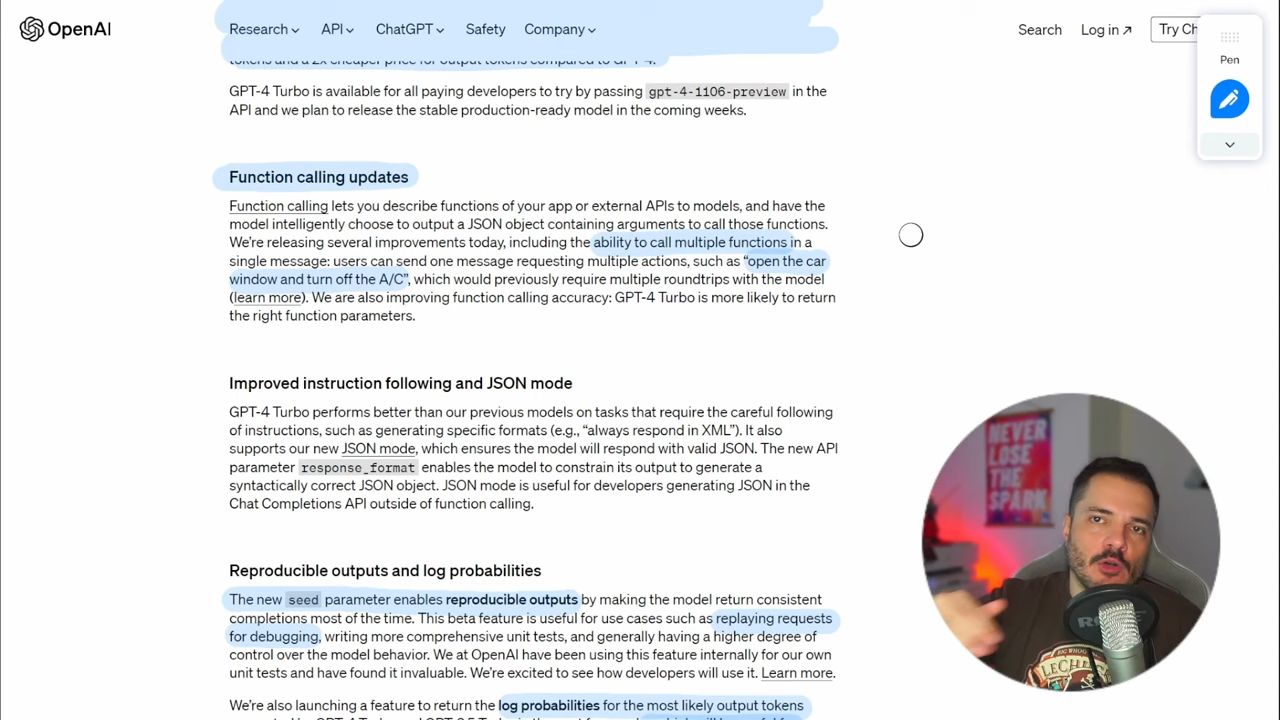 OpenAI
Research API ChatGPT Safety Company
Search Log in ↗ Try Ch
Pen
tokens and a 2x cheaper price for output tokens compared to GPT-4.
GPT-4 Turbo is available for all paying developers to try by passing gpt-4-1106-preview in the
API and we plan to release the stable production-ready model in the coming weeks.
Function calling updates
Function calling lets you describe functions of your app or external APIs to models, and have the
model intelligently choose to output a JSON object containing arguments to call those functions.
We’re releasing several improvements today, including the ability to call multiple functions in a
single message: users can send one message requesting multiple actions, such as “open the car
window and turn off the A/C”, which would previously require multiple roundtrips with the model
(learn more). We are also improving function calling accuracy: GPT-4 Turbo is more likely to return
the right function parameters.
Improved instruction following and JSON mode
GPT-4 Turbo performs better than our previous models on tasks that require the careful following
of instructions, such as generating specific formats (e.g., “always respond in XML”). It also
supports our new JSON mode, which ensures the model will respond with valid JSON. The new API
parameter response_format enables the model to constrain its output to generate a
syntactically correct JSON object. JSON mode is useful for developers generating JSON in the
Chat Completions API outside of function calling.
Reproducible outputs and log probabilities
The new seed parameter enables reproducible outputs by making the model return consistent
completions most of the time. This beta feature is useful for use cases such as replaying requests
for debugging, writing more comprehensive unit tests, and generally having a higher degree of
control over the model behavior. We at OpenAI have been using this feature internally for our own
unit tests and have found it invaluable. We’re excited to see how developers will use it. Learn more.
We’re also launching a feature to return the log probabilities for the most likely output tokens
NEVER
LOSE
THE
SPARK